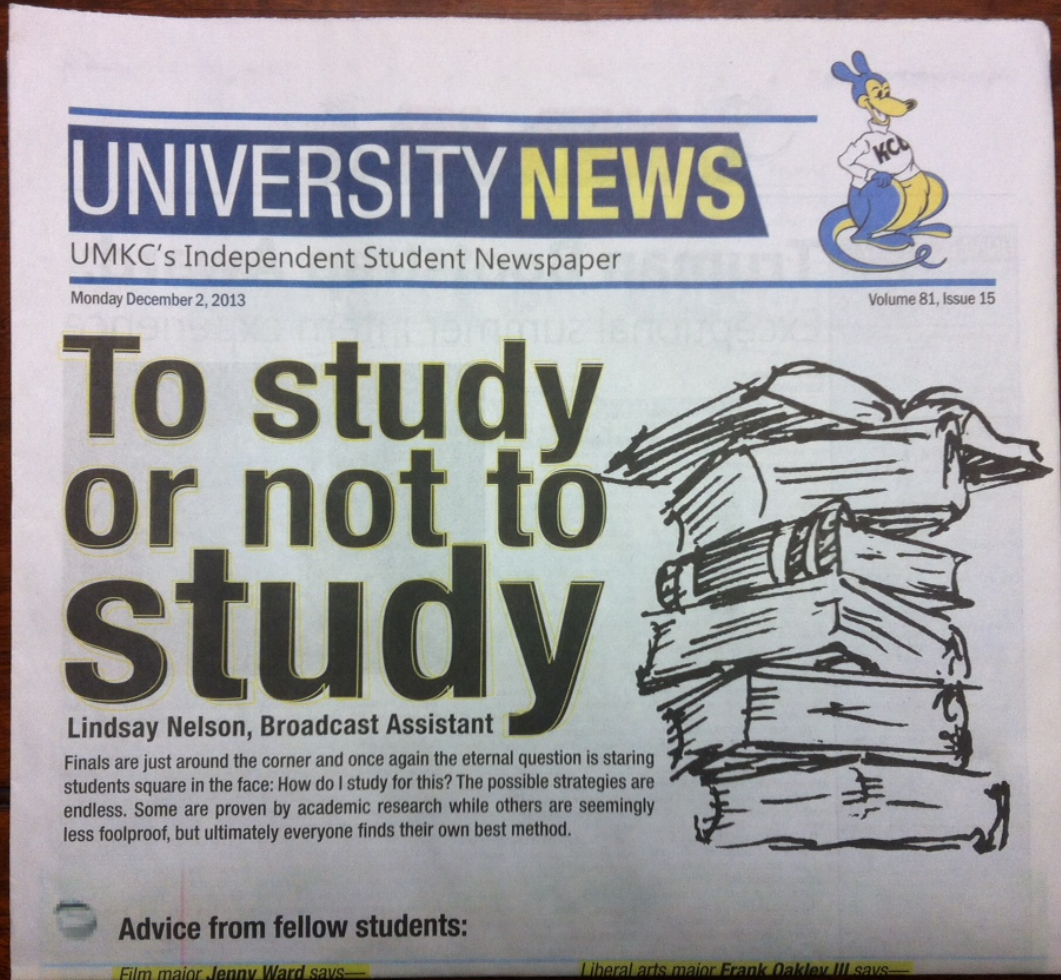 KCU
UNIVERSITY NEWS
UMKC's Independent Student Newspaper
Monday December 2, 2013
Volume 81, Issue 15
To study
or not to
study
Lindsay Nelson, Broadcast Assistant
Finals are just around the corner and once again the eternal question is staring
students square in the face: How do I study for this? The possible strategies are
endless. Some are proven by academic research while others are seemingly
less foolproof, but ultimately everyone finds their own best method.
Advice from fellow students:
Film major Jenny Ward says—
Liberal arts major Frank Oakley III says—